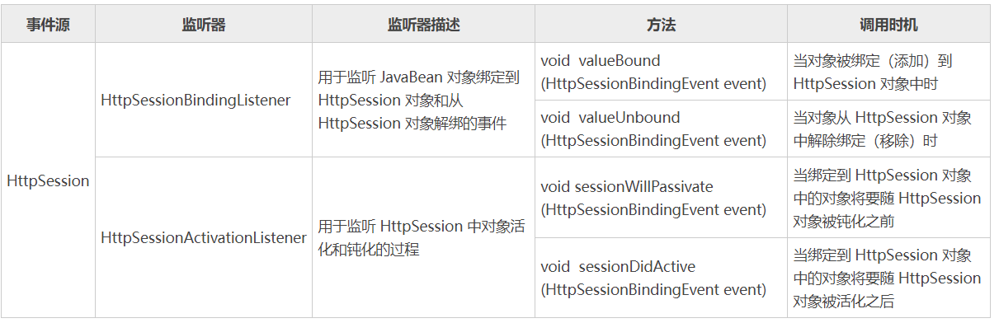 事件源 监听器 监听器描述 方法 调用时机
HttpSession
HttpSessionBindingListener
用于监听 JavaBean 对象绑定到
HttpSession 对象和从
HttpSession 对象解绑的事件
void valueBound
(HttpSessionBindingEvent event)
当对象被绑定（添加）到
HttpSession 对象中时
void valueUnbound
(HttpSessionBindingEvent event)
当对象从 HttpSession 对象
中解除绑定（移除）时
HttpSessionActivationListener
用于监听 HttpSession 中对象活
化和钝化的过程
void sessionWillPassivate
(HttpSessionBindingEvent event)
当绑定到 HttpSession 对象
中的对象将要随 HttpSession
对象被钝化之前
void sessionDidActive
(HttpSessionBindingEvent event)
当绑定到 HttpSession 对象
中的对象将要随 HttpSession
对象被活化之后